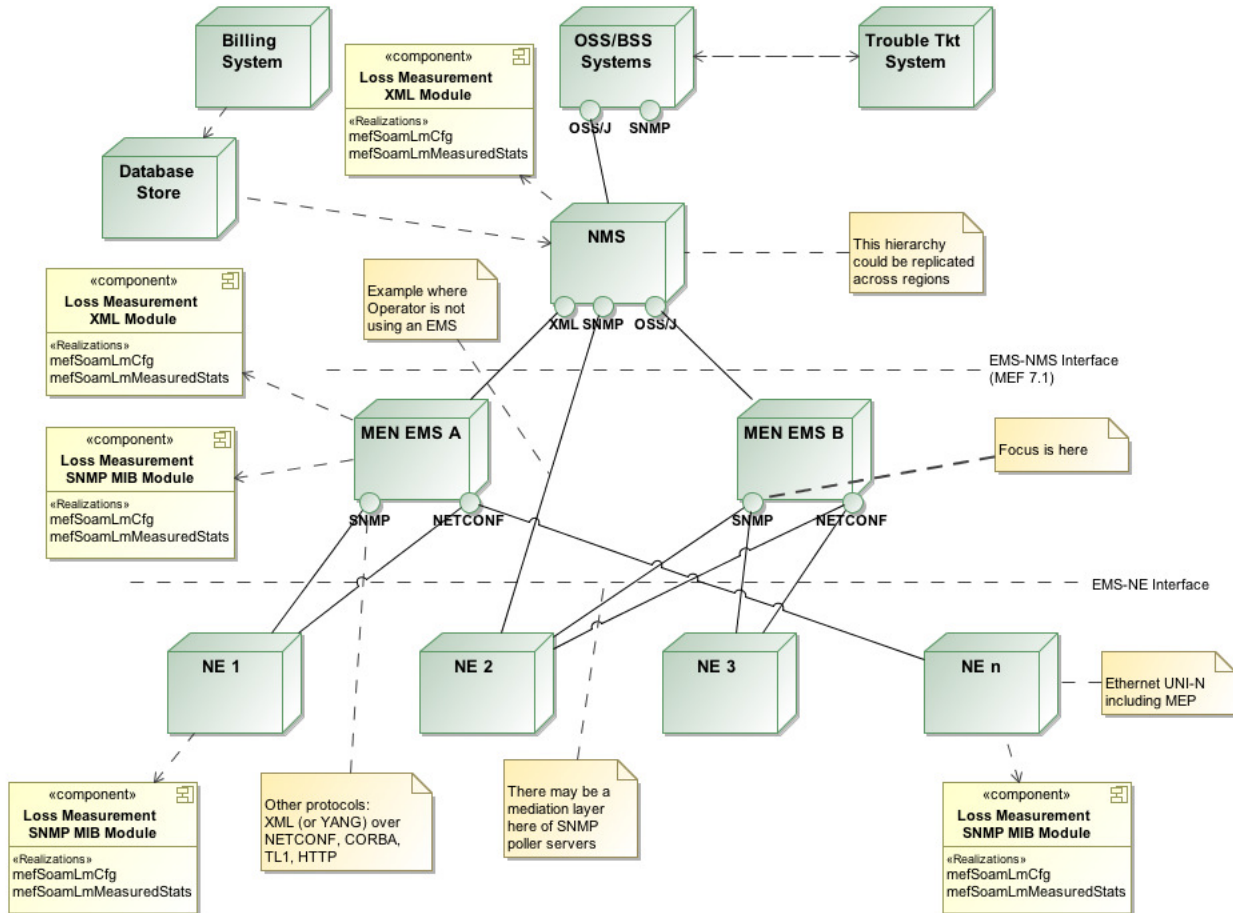 Billing
System
«component»
Loss Measurement
XML Module
«Realizations»
mefSoamLmCfg
mefSoamLmMeasuredStats
OSS/BSS
Systems
OSS/J
SNMP
Trouble Tkt
System
Database
Store
NMS
XML
SNMP
OSS/J
This hierarchy
could be replicated
across regions
Example where
Operator is not
using an EMS
«component»
Loss Measurement
XML Module
«Realizations»
mefSoamLmCfg
mefSoamLmMeasuredStats
EMS-NMS Interface
(MEF 7.1)
«component»
Loss Measurement
SNMP MIB Module
«Realizations»
mefSoamLmCfg
mefSoamLmMeasuredStats
MEN EMS A
SNMP
NETCONF
MEN EMS B
SNMP
NETCONF
Focus is here
EMS-NE Interface
NE 1
NE 2
NE 3
NE n
Ethernet UNI-N
including MEP
«component»
Loss Measurement
SNMP MIB Module
«Realizations»
mefSoamLmCfg
mefSoamLmMeasuredStats
Other protocols:
XML (or YANG) over
NETCONF, CORBA,
TL1, HTTP
There may be a
mediation layer
here of SNMP
poller servers
«component»
Loss Measurement
SNMP MIB Module
«Realizations»
mefSoamLmCfg
mefSoamLmMeasuredStats